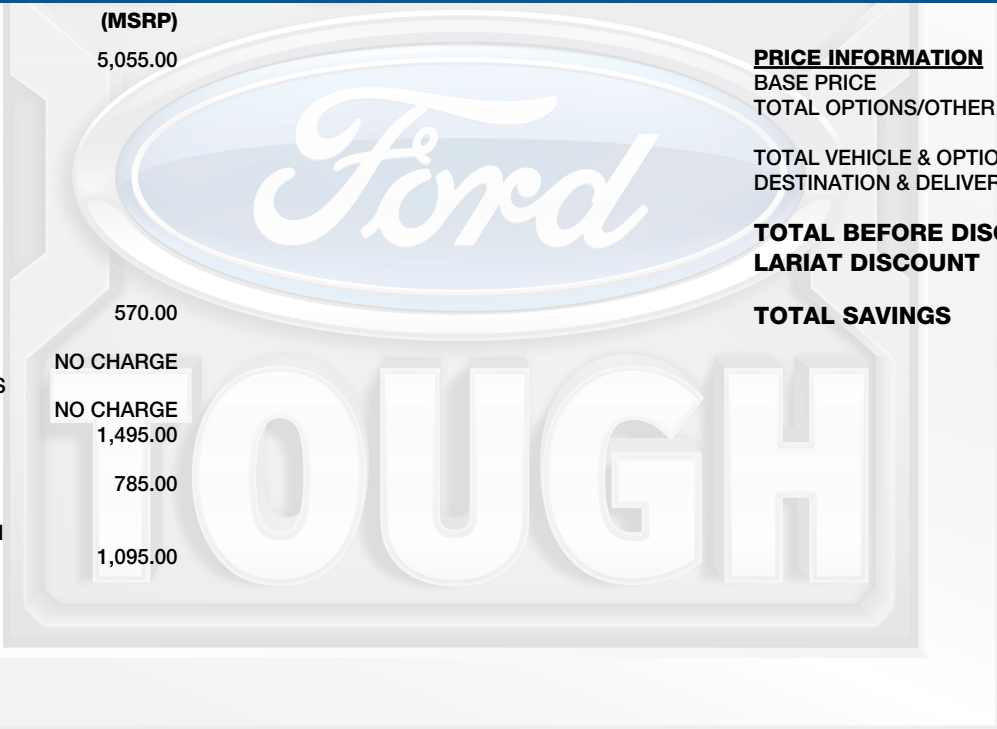 (MSRP)
5,055.00
570.00
NO CHARGE
S
NO CHARGE
1,495.00
785.00
1,095.00
PRICE INFORMATION
BASE PRICE
TOTAL OPTIONS/OTHER
TOTAL VEHICLE & OPTIO
DESTINATION & DELIVER
TOTAL BEFORE DISC
LARIAT DISCOUNT
TOTAL SAVINGS
Ford
TOUGH